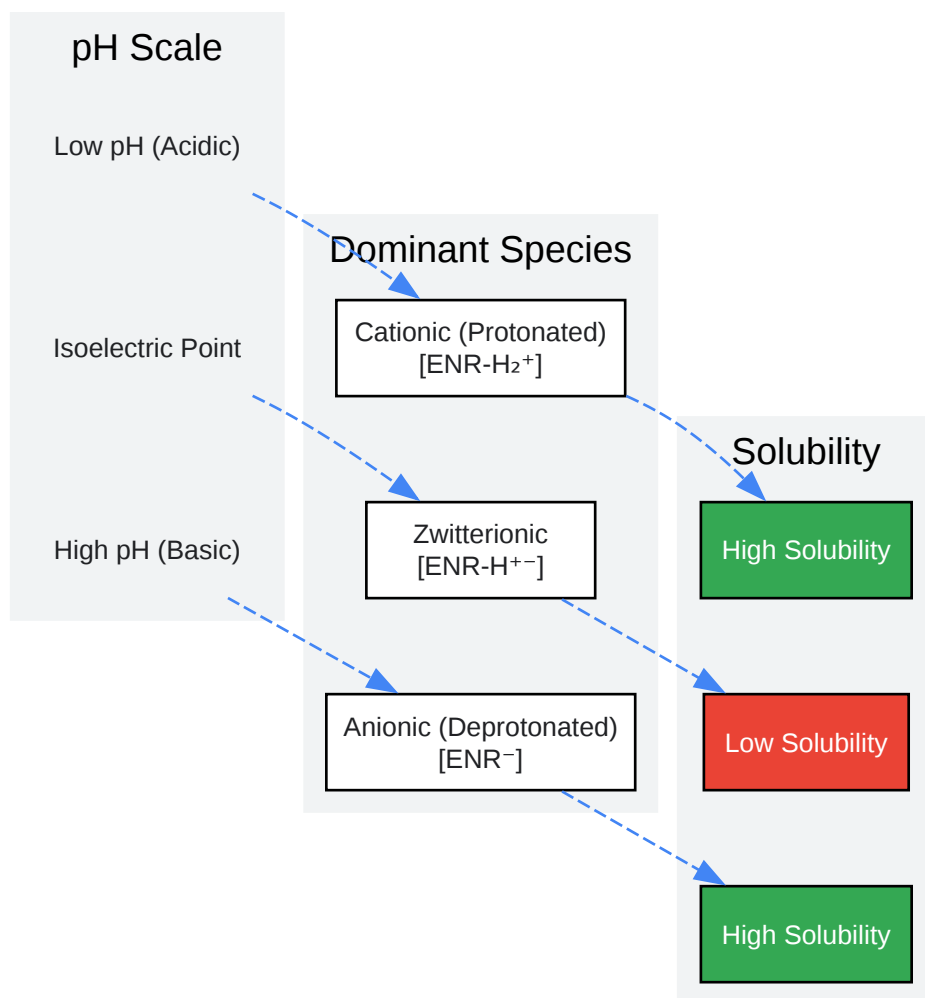 pH Scale
Low pH (Acidic)
Isoelectric Point
High pH (Basic)
Dominant Species
Cationic (Protonated)
[ENR-H₂⁺]
Zwitterionic
[ENR-H⁺⁻]
Anionic (Deprotonated)
[ENR⁻]
Solubility
High Solubility
Low Solubility
High Solubility